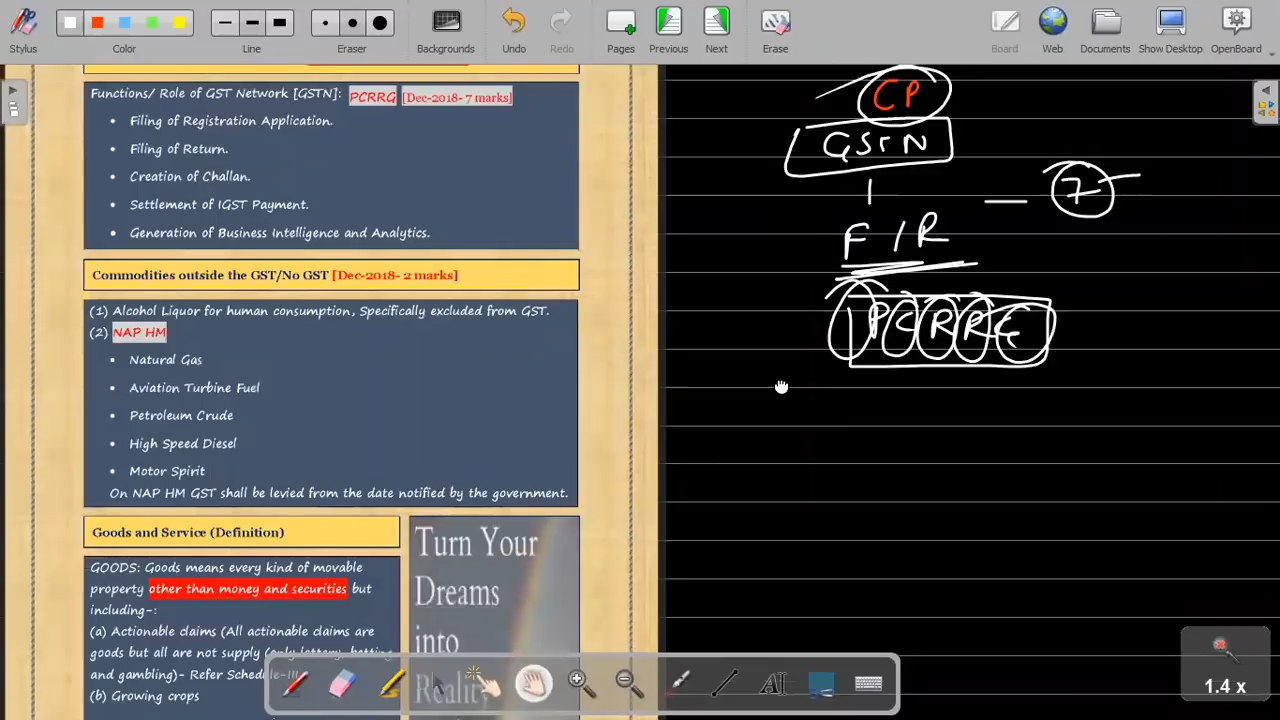 Stylus
Color
Line
Eraser
Backgrounds
Undo
Redo
Pages
Previous
Next
Erase
Board
Web
Documents
Show Desktop
OpenBoard
Functions/ Role of GST Network [GSTN]: PCRRG [Dec-2018- 7 marks]
• Filing of Registration Application.
• Filing of Return.
• Creation of Challan.
• Settlement of IGST Payment.
• Generation of Business Intelligence and Analytics.
Commodities outside the GST/No GST [Dec-2018- 2 marks]
(1) Alcohol Liquor for human consumption, Specifically excluded from GST.
(2) NAP HM
• Natural Gas
• Aviation Turbine Fuel
• Petroleum Crude
• High Speed Diesel
• Motor Spirit
On NAP HM GST shall be levied from the date notified by the government.
Goods and Service (Definition)
GOODS: Goods means every kind of movable
property other than money and securities but
including-:
(a) Actionable claims (All actionable claims are
goods but all are not supply (only lottery, betting
and gambling)- Refer Schedule-III
(b) Growing crops
Turn Your
Dreams
into
Reality
CP
GSTN
— 7
F / R
PCRRG
1.4 x